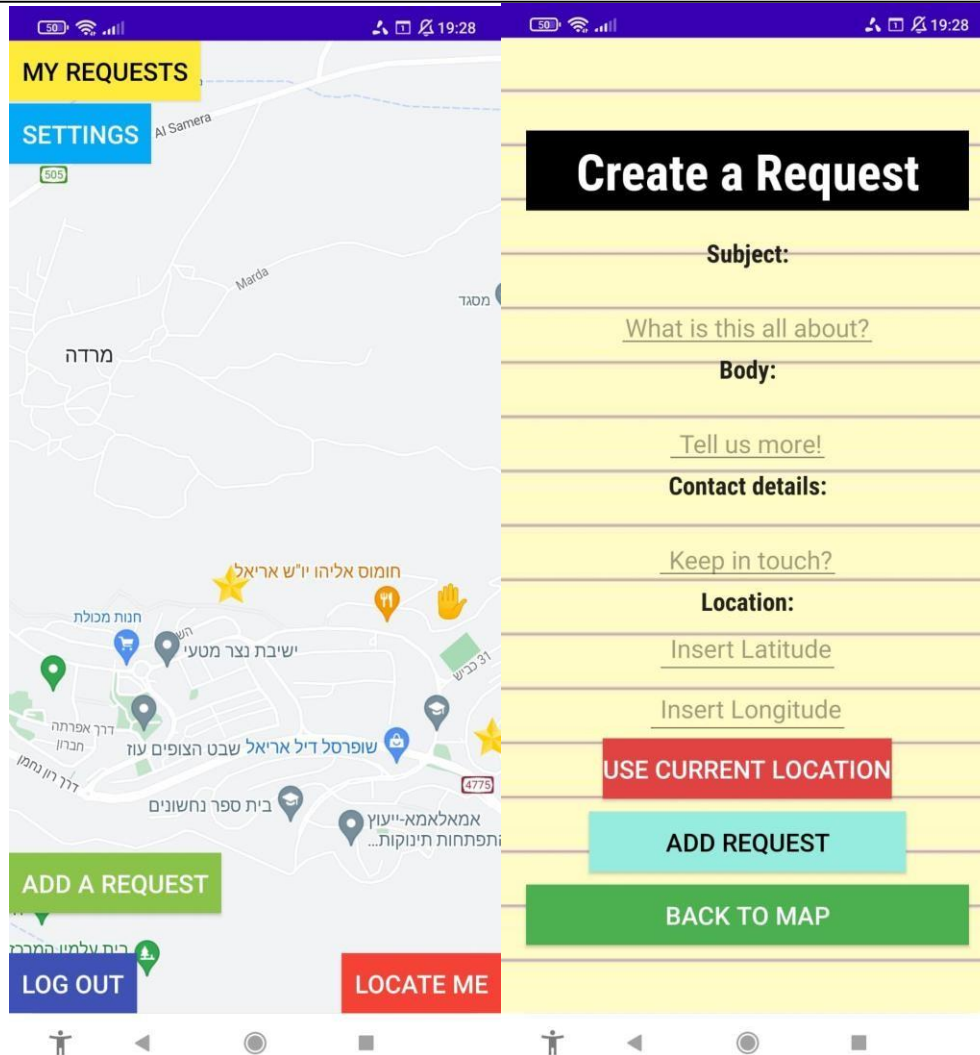 50
1
19:28
MY REQUESTS
SETTINGS
Al Samera
505
Marda
מסגד
מרדה
חומוס אליהו יו"ש אריאל
חנות מכולת
ישיבת נצר מטעי
כביש 31
דרך אפרתה
חברון
שופרסל דיל אריאל
שבט הצופים עוז
דרך רון נחמן
4775
בית ספר נחשונים
אמאלאמא-ייעוץ
התפתחות תינוקות...
ADD A REQUEST
LOG OUT
LOCATE ME
50
1
19:28
Create a Request
Subject:
What is this all about?
Body:
Tell us more!
Contact details:
Keep in touch?
Location:
Insert Latitude
Insert Longitude
USE CURRENT LOCATION
ADD REQUEST
BACK TO MAP